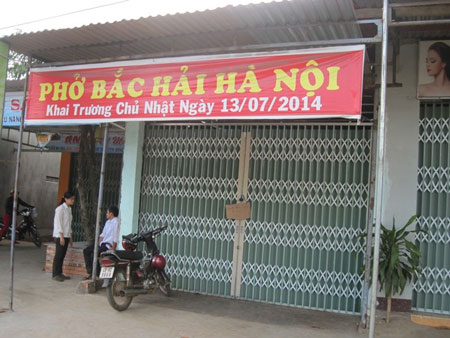 PHỞ BẮC HẢI HÀ NỘI
Khai Trương Chủ Nhật Ngày 13/07/2014